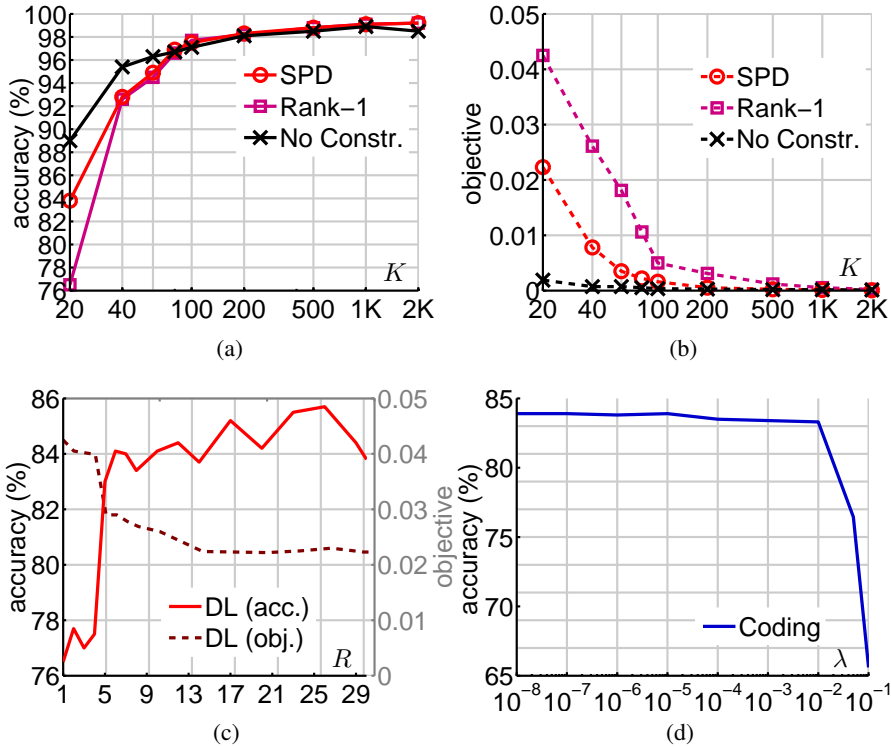 100
98
96
94
92
90
88
86
84
82
80
78
76
accuracy (%)
SPD
Rank-1
No Constr.
K
20 40 100 200 500 1K 2K
(a)
0.05
0.04
0.03
0.02
0.01
0
objective
SPD
Rank-1
No Constr.
K
20 40 100 200 500 1K 2K
(b)
86
84
82
80
78
76
accuracy (%)
0.05
0.04
0.03
0.02
0.01
0
objective
DL (acc.)
DL (obj.)
R
1 5 9 13 17 21 25 29
(c)
85
80
75
70
65
accuracy (%)
Coding
λ
10⁻⁸ 10⁻⁷ 10⁻⁶ 10⁻⁵ 10⁻⁴ 10⁻³ 10⁻² 10⁻¹
(d)